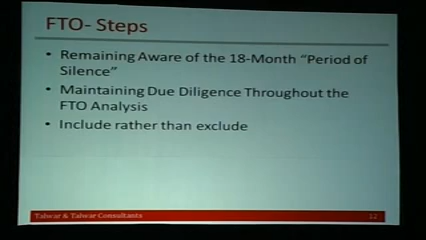 FTO- Steps
• Remaining Aware of the 18-Month “Period of
Silence”
• Maintaining Due Diligence Throughout the
FTO Analysis
• Include rather than exclude
Talwar & Talwar Consultants
12